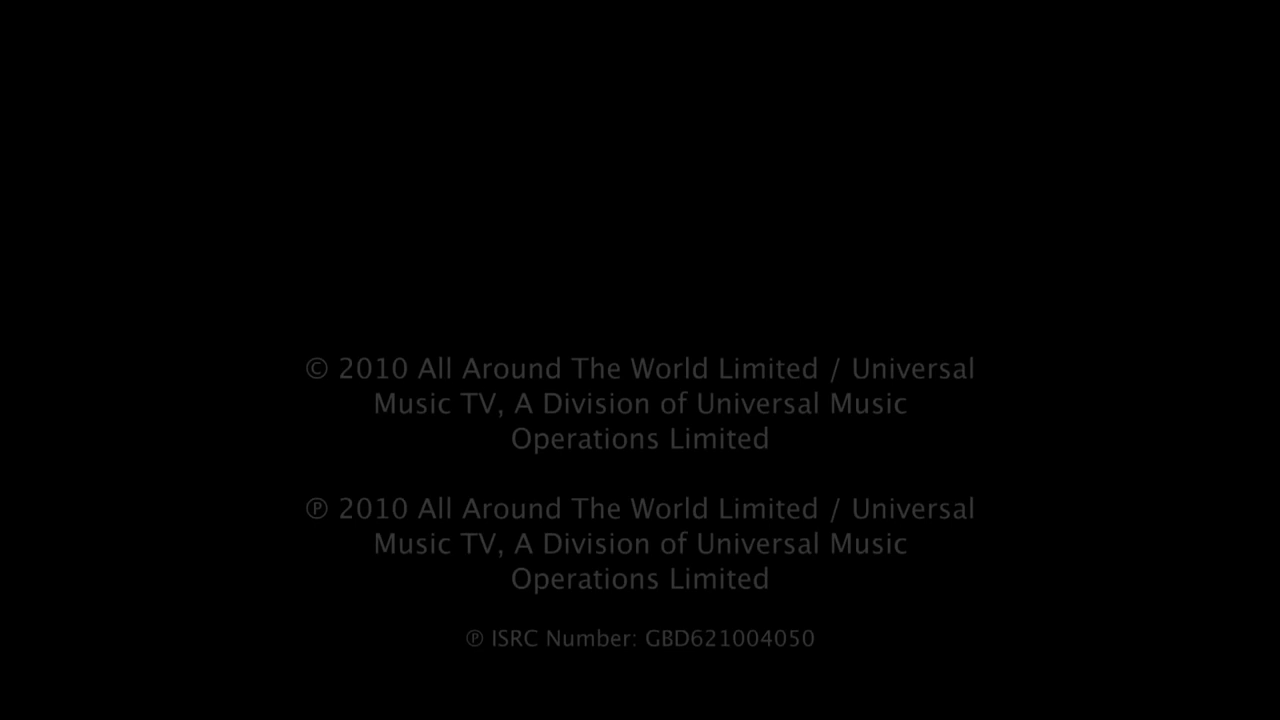 © 2010 All Around The World Limited / Universal
Music TV, A Division of Universal Music
Operations Limited
℗ 2010 All Around The World Limited / Universal
Music TV, A Division of Universal Music
Operations Limited
℗ ISRC Number: GBD621004050